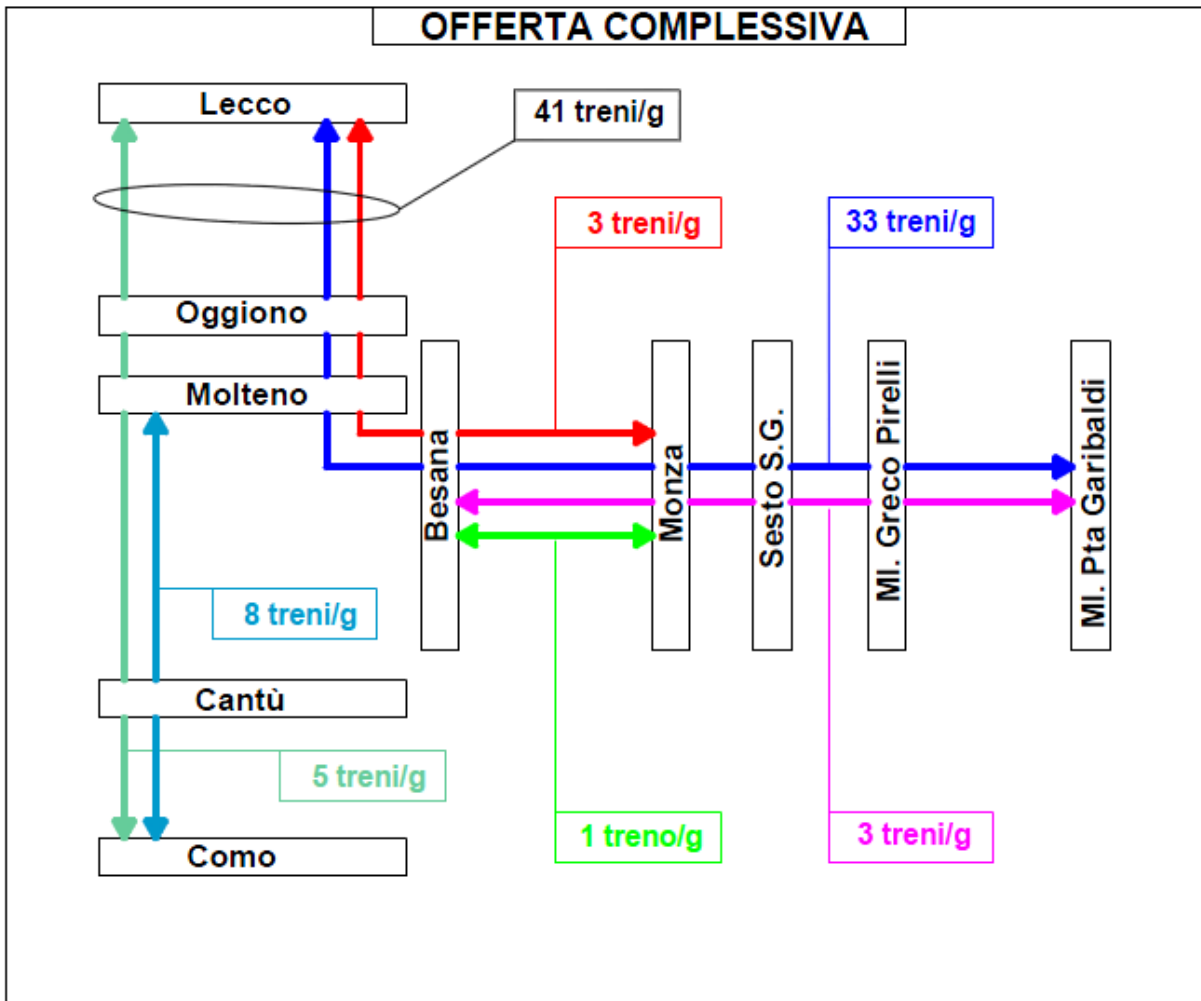 OFFERTA COMPLESSIVA
Lecco
41 treni/g
3 treni/g
33 treni/g
Oggiono
Molteno
Besana
Monza
Sesto S.G.
MI. Greco Pirelli
MI. Pta Garibaldi
8 treni/g
Cantù
5 treni/g
1 treno/g
3 treni/g
Como